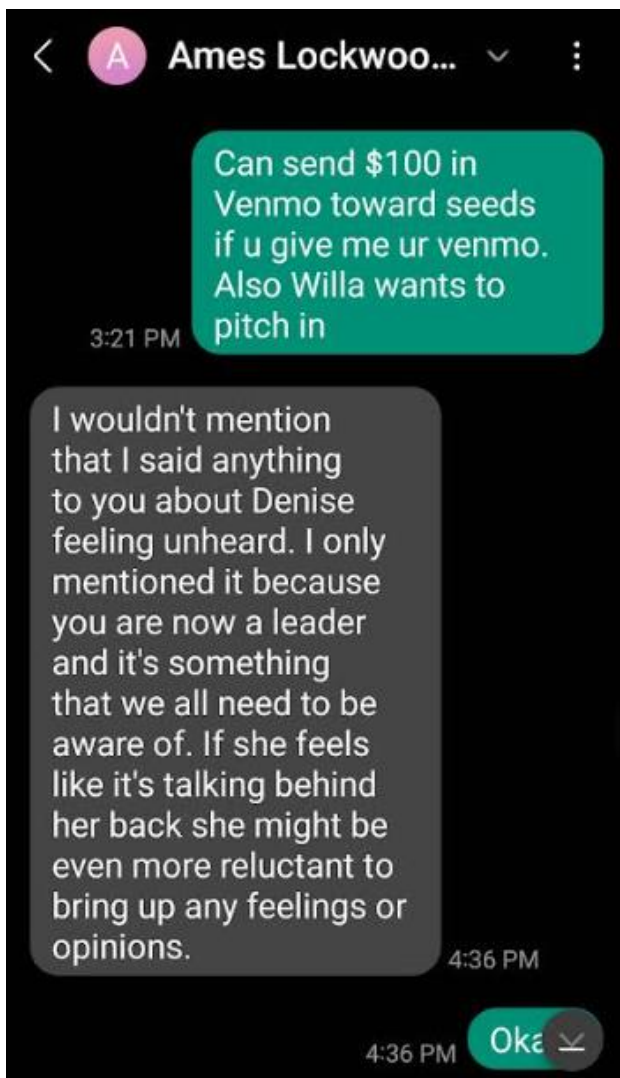 A Ames Lockwoo...
Can send $100 in
Venmo toward seeds
if u give me ur venmo.
Also Willa wants to
pitch in
3:21 PM
I wouldn't mention
that I said anything
to you about Denise
feeling unheard. I only
mentioned it because
you are now a leader
and it's something
that we all need to be
aware of. If she feels
like it's talking behind
her back she might be
even more reluctant to
bring up any feelings or
opinions.
4:36 PM
4:36 PM